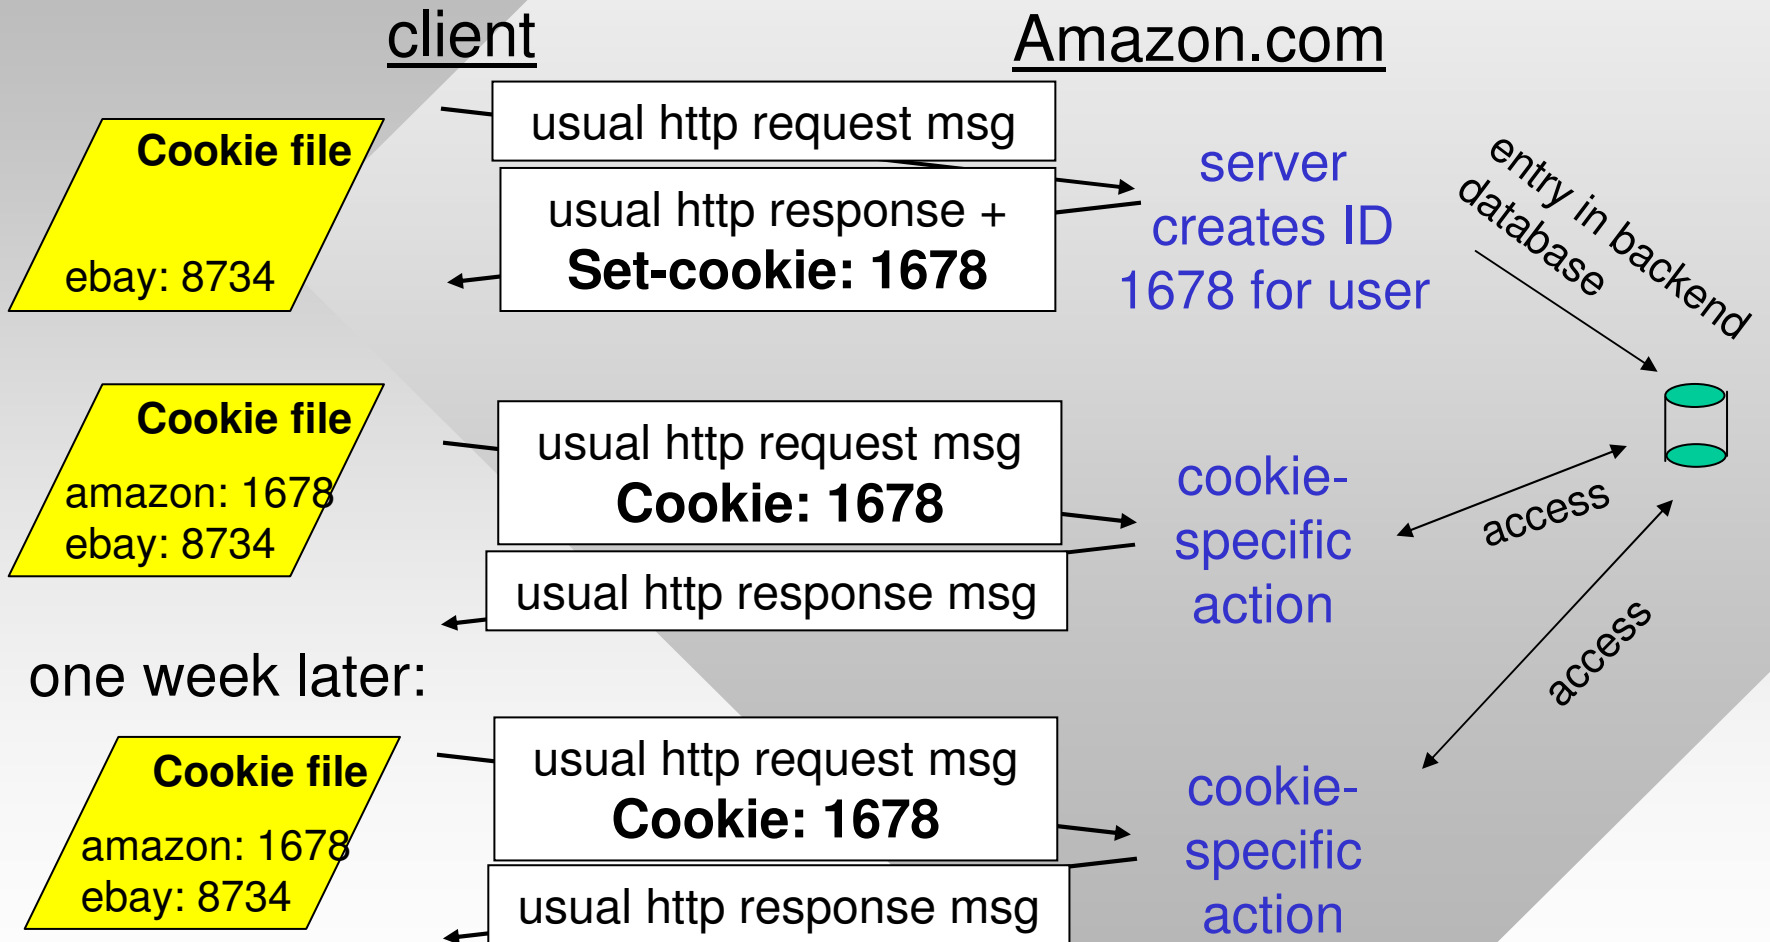 client
Amazon.com
Cookie file
ebay: 8734
usual http request msg
usual http response +
Set-cookie: 1678
server
creates ID
1678 for user
entry in backend
database
Cookie file
amazon: 1678
ebay: 8734
usual http request msg
Cookie: 1678
usual http response msg
cookie-
specific
action
access
access
one week later:
Cookie file
amazon: 1678
ebay: 8734
usual http request msg
Cookie: 1678
usual http response msg
cookie-
specific
action